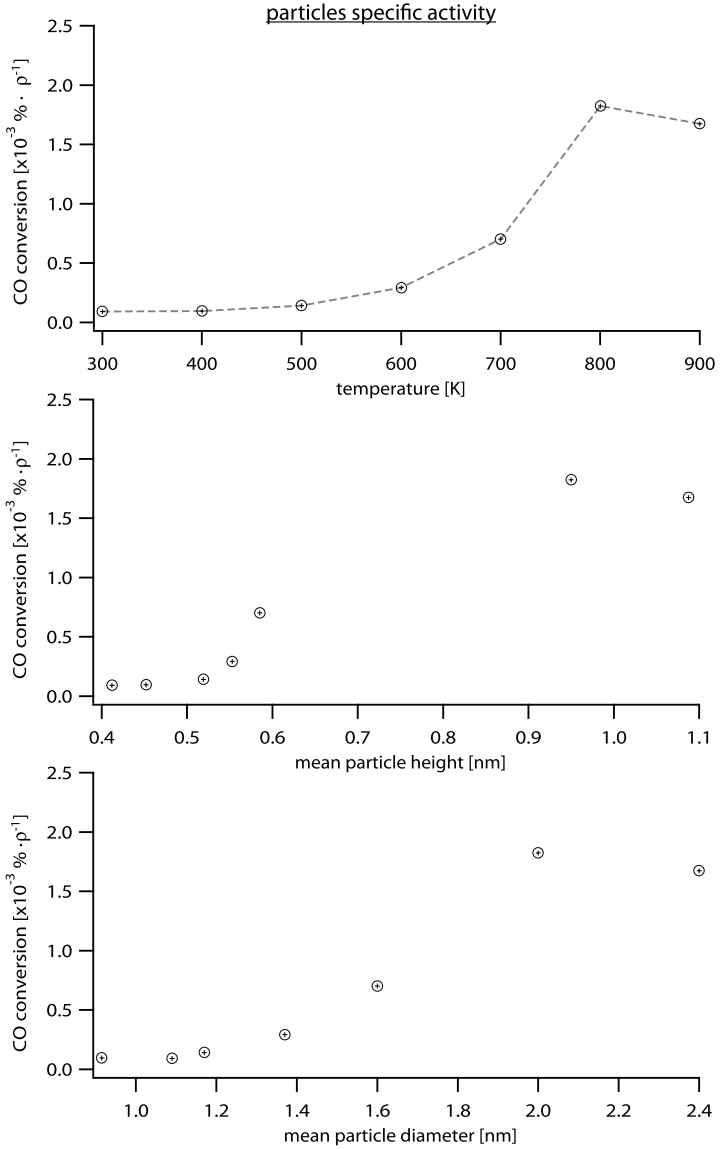 particles specific activity
CO conversion [x10⁻³ % · ρ⁻¹]
2.5
2.0
1.5
1.0
0.5
0.0
300 400 500 600 700 800 900
temperature [K]
CO conversion [x10⁻³ % ·ρ⁻¹]
2.5
2.0
1.5
1.0
0.5
0.0
0.4 0.5 0.6 0.7 0.8 0.9 1.0 1.1
mean particle height [nm]
CO conversion [x10⁻³ % ·ρ⁻¹]
2.5
2.0
1.5
1.0
0.5
0.0
1.0 1.2 1.4 1.6 1.8 2.0 2.2 2.4
mean particle diameter [nm]